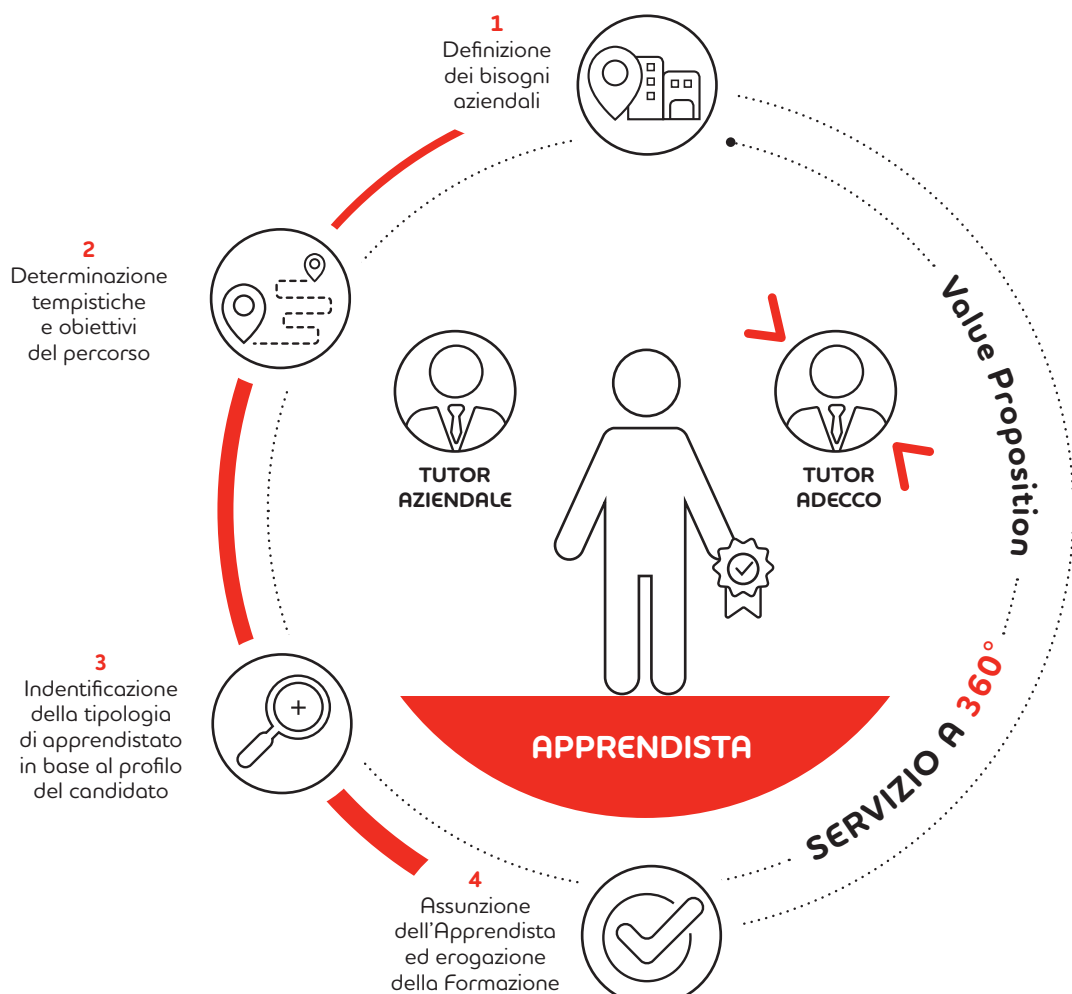 1
Definizione
dei bisogni
aziendali
2
Determinazione
tempistiche
e obiettivi
del percorso
TUTOR
AZIENDALE
TUTOR
ADECCO
Value Proposition
3
Indentificazione
della tipologia
di apprendistato
in base al profilo
del candidato
APPRENDISTA
SERVIZIO A 360°
4
Assunzione
dell'Apprendista
ed erogazione
della Formazione